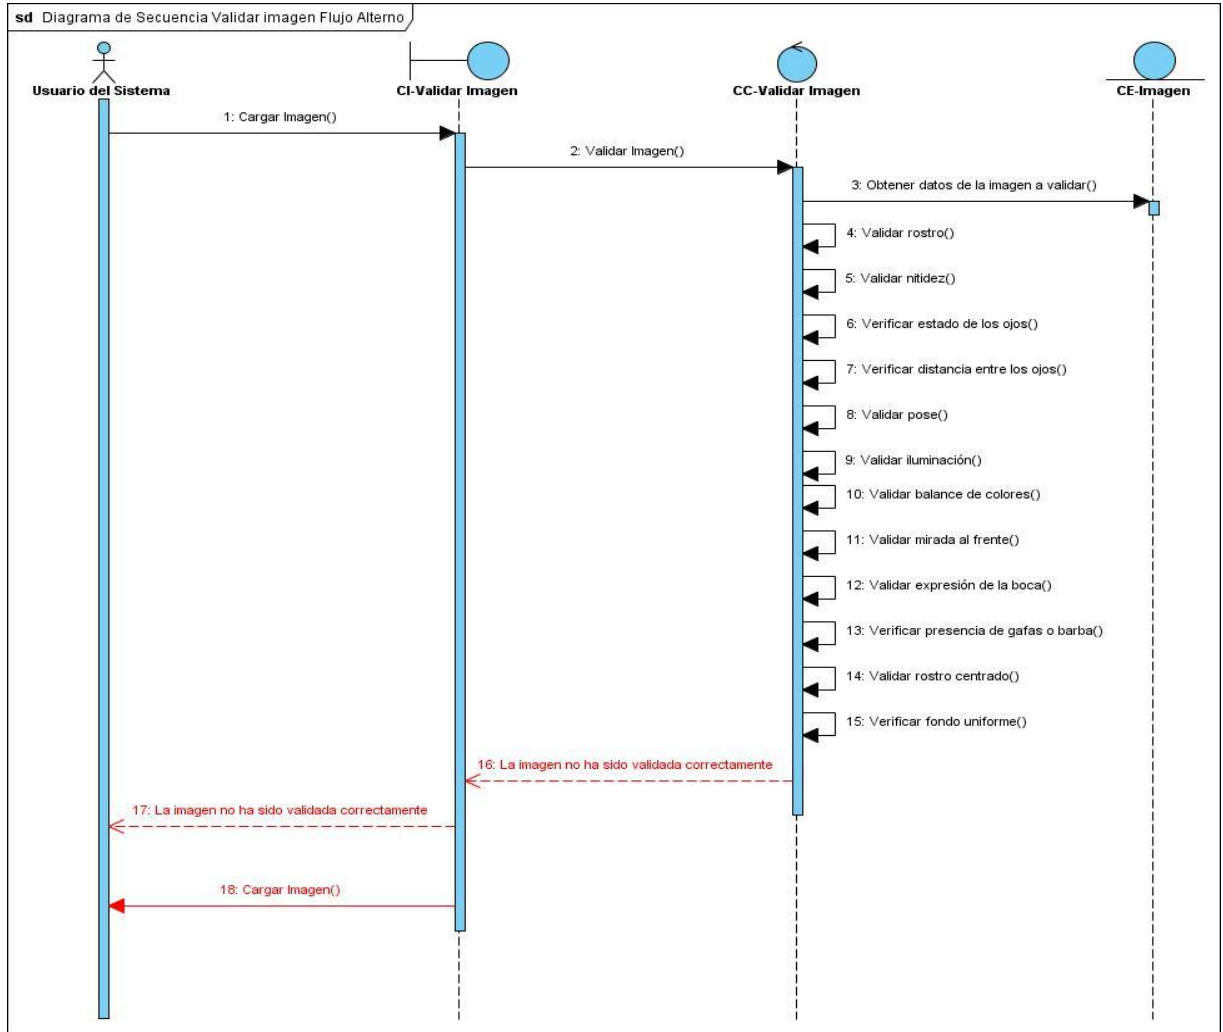 sd Diagrama de Secuencia Validar imagen Flujo Alterno
Usuario del Sistema
CI-Validar Imagen
CC-Validar Imagen
CE-Imagen
1: Cargar Imagen()
2: Validar Imagen()
3: Obtener datos de la imagen a validar()
4: Validar rostro()
5: Validar nitidez()
6: Verificar estado de los ojos()
7: Verificar distancia entre los ojos()
8: Validar pose()
9: Validar iluminación()
10: Validar balance de colores()
11: Validar mirada al frente()
12: Validar expresión de la boca()
13: Verificar presencia de gafas o barba()
14: Validar rostro centrado()
15: Verificar fondo uniforme()
16: La imagen no ha sido validada correctamente
17: La imagen no ha sido validada correctamente
18: Cargar Imagen()